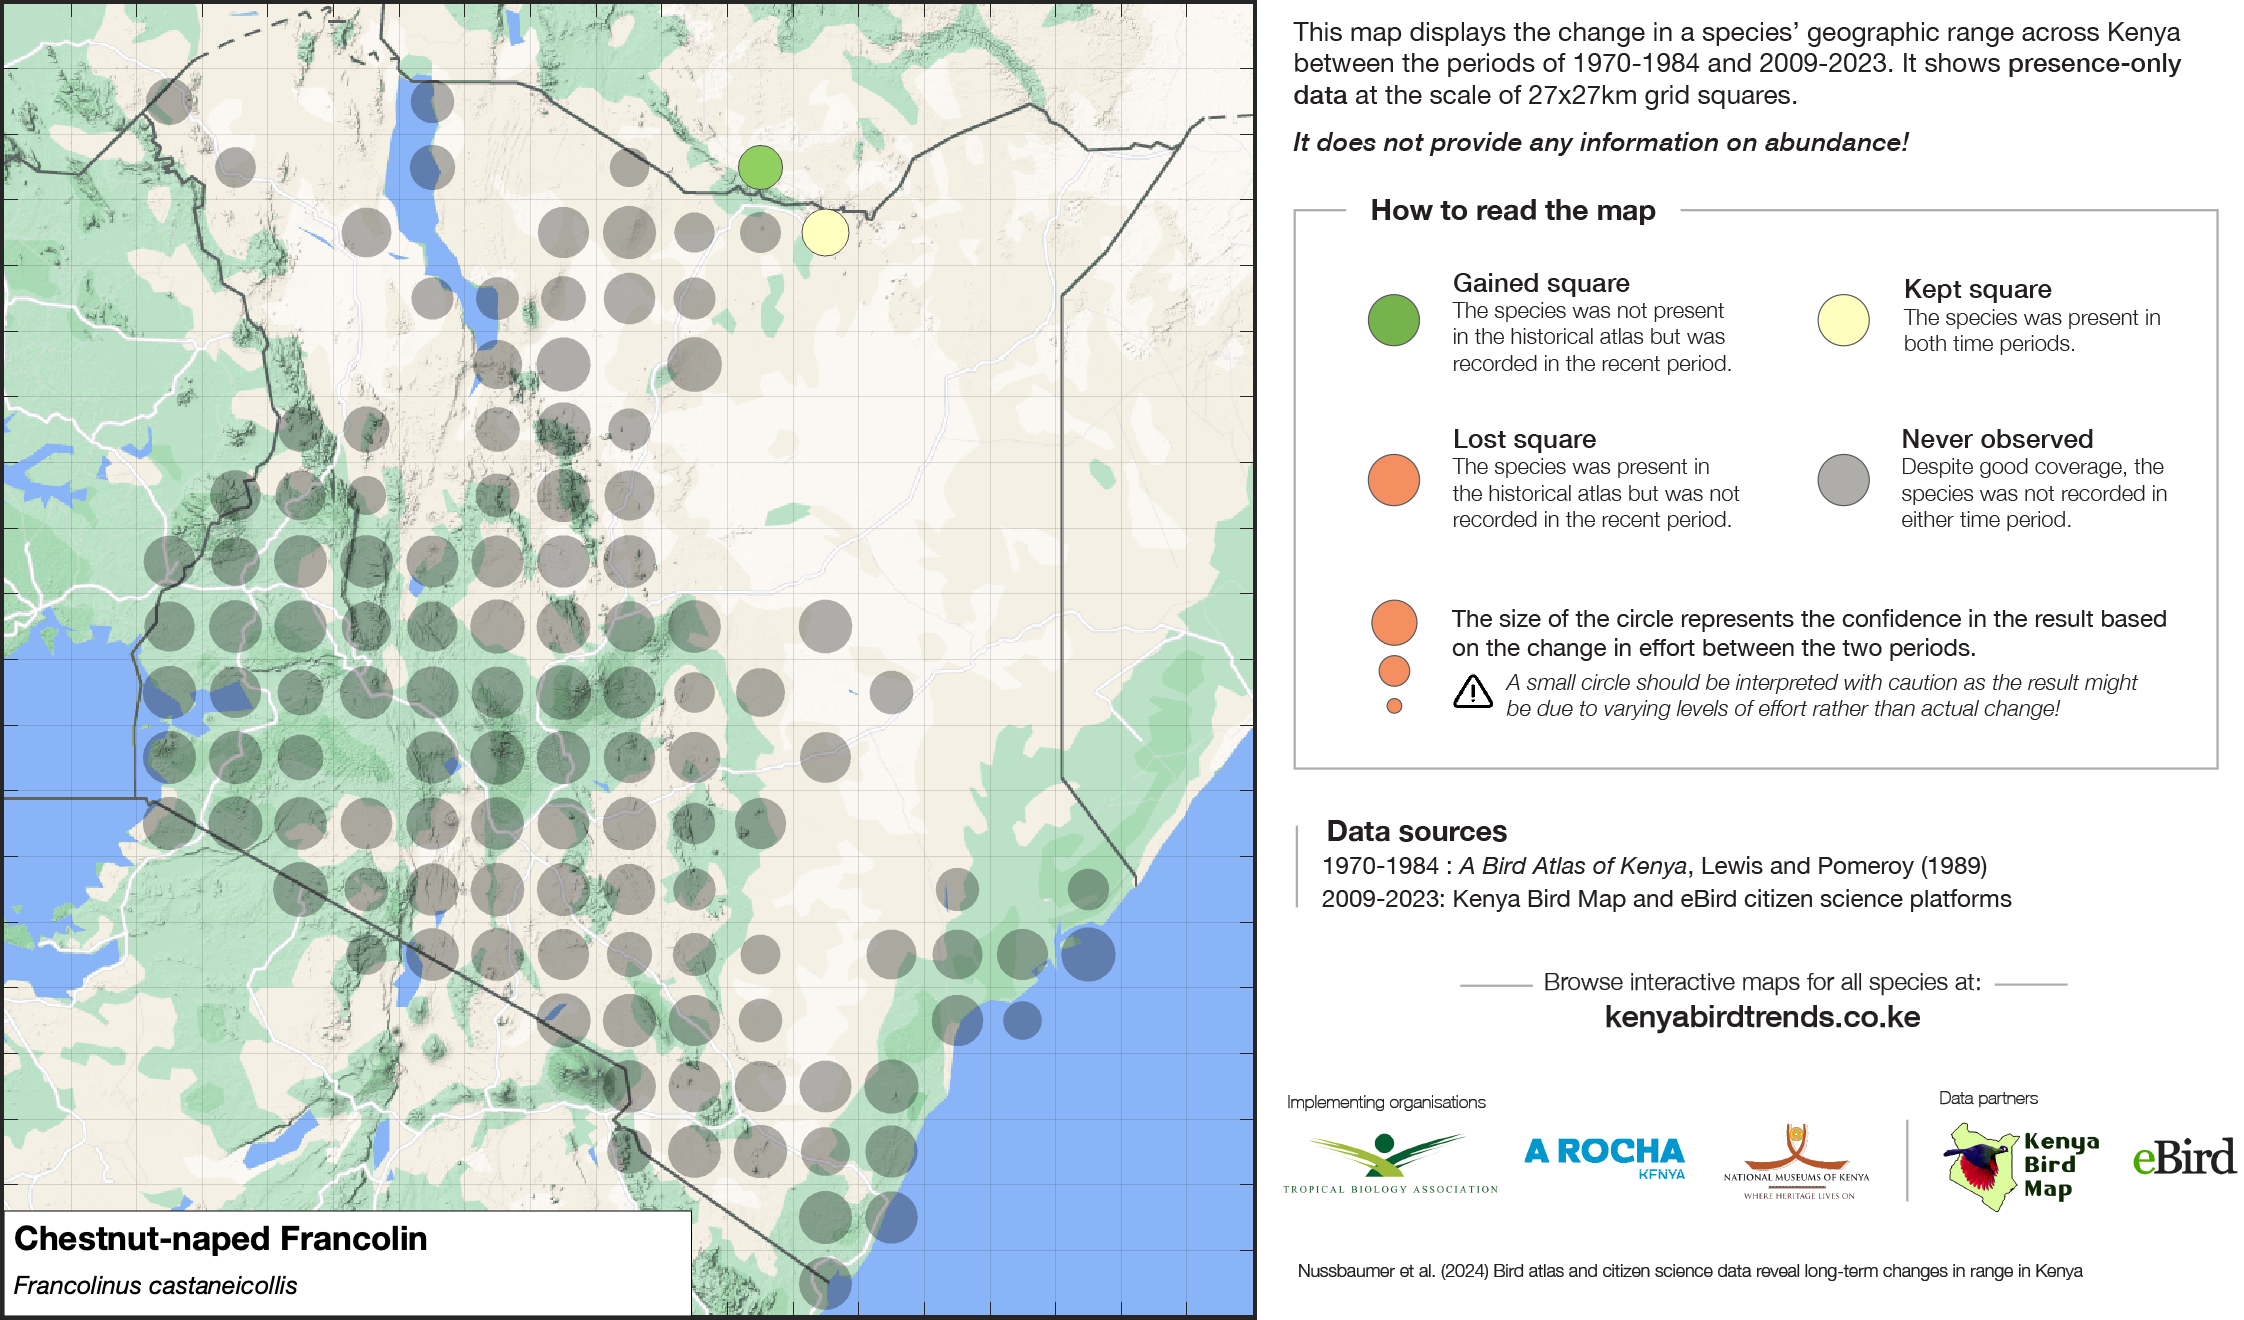 This map displays the change in a species’ geographic range across Kenya
between the periods of 1970-1984 and 2009-2023. It shows presence-only
data at the scale of 27x27km grid squares.
It does not provide any information on abundance!
How to read the map
Gained square
The species was not present
in the historical atlas but was
recorded in the recent period.
Kept square
The species was present in
both time periods.
Lost square
The species was present in
the historical atlas but was not
recorded in the recent period.
Never observed
Despite good coverage, the
species was not recorded in
either time period.
The size of the circle represents the confidence in the result based
on the change in effort between the two periods.
A small circle should be interpreted with caution as the result might
be due to varying levels of effort rather than actual change!
Data sources
1970-1984 : A Bird Atlas of Kenya, Lewis and Pomeroy (1989)
2009-2023: Kenya Bird Map and eBird citizen science platforms
Browse interactive maps for all species at:
kenyabirdtrends.co.ke
Implementing organisations
Data partners
TROPICAL BIOLOGY ASSOCIATION
A ROCHA
KENYA
NATIONAL MUSEUMS OF KENYA
WHERE HERITAGE LIVES ON
Kenya
Bird
Map
eBird
Chestnut-naped Francolin
Francolinus castaneicollis
Nussbaumer et al. (2024) Bird atlas and citizen science data reveal long-term changes in range in Kenya